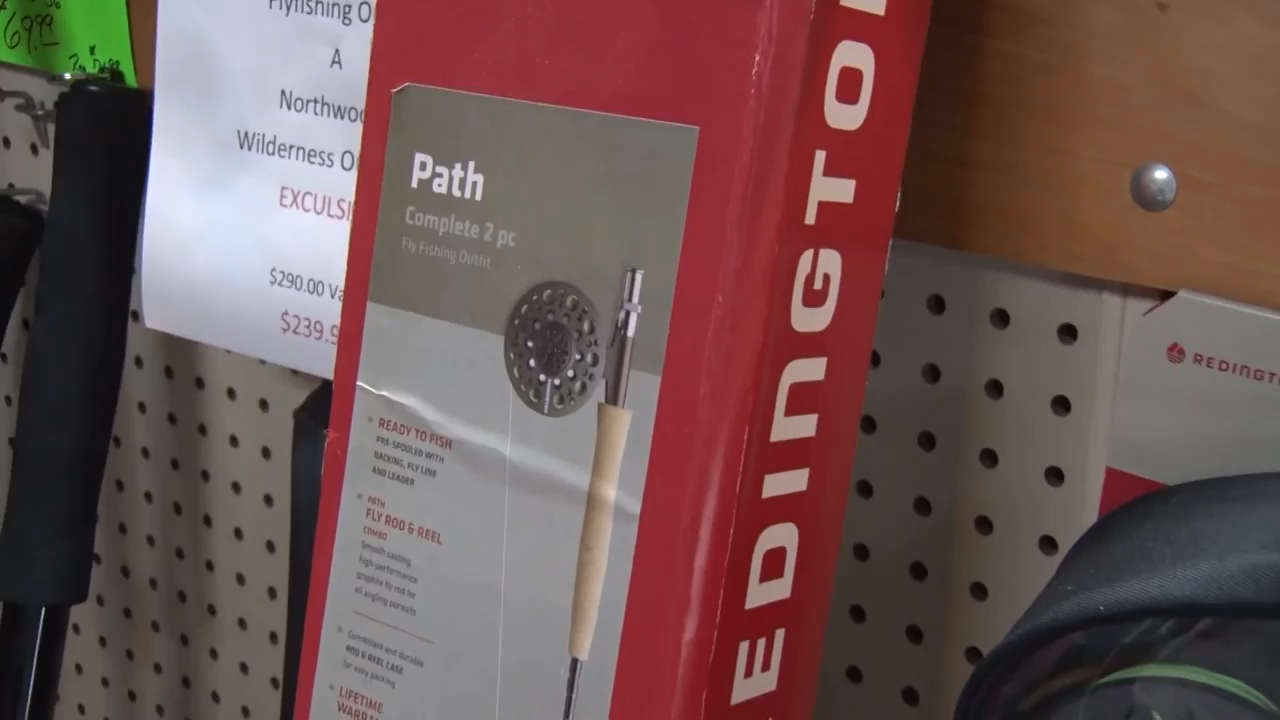 69.99
Flyfishing O
A
Northwoo
Wilderness O
EXCULSI
$290.00 Va
$239.9
Path
Complete 2 pc
Fly Fishing Outfit
READY TO FISH
PRE-SPOOLED WITH
BACKING, FLY LINE
AND LEADER
PATH
FLY ROD & REEL
COMBO
Smooth casting,
high-performance
graphite fly rod for
all angling pursuits
Convenient and durable
ROD & REEL CASE
for easy packing
LIFETIME
WARRA
EDINGTO
REDINGT